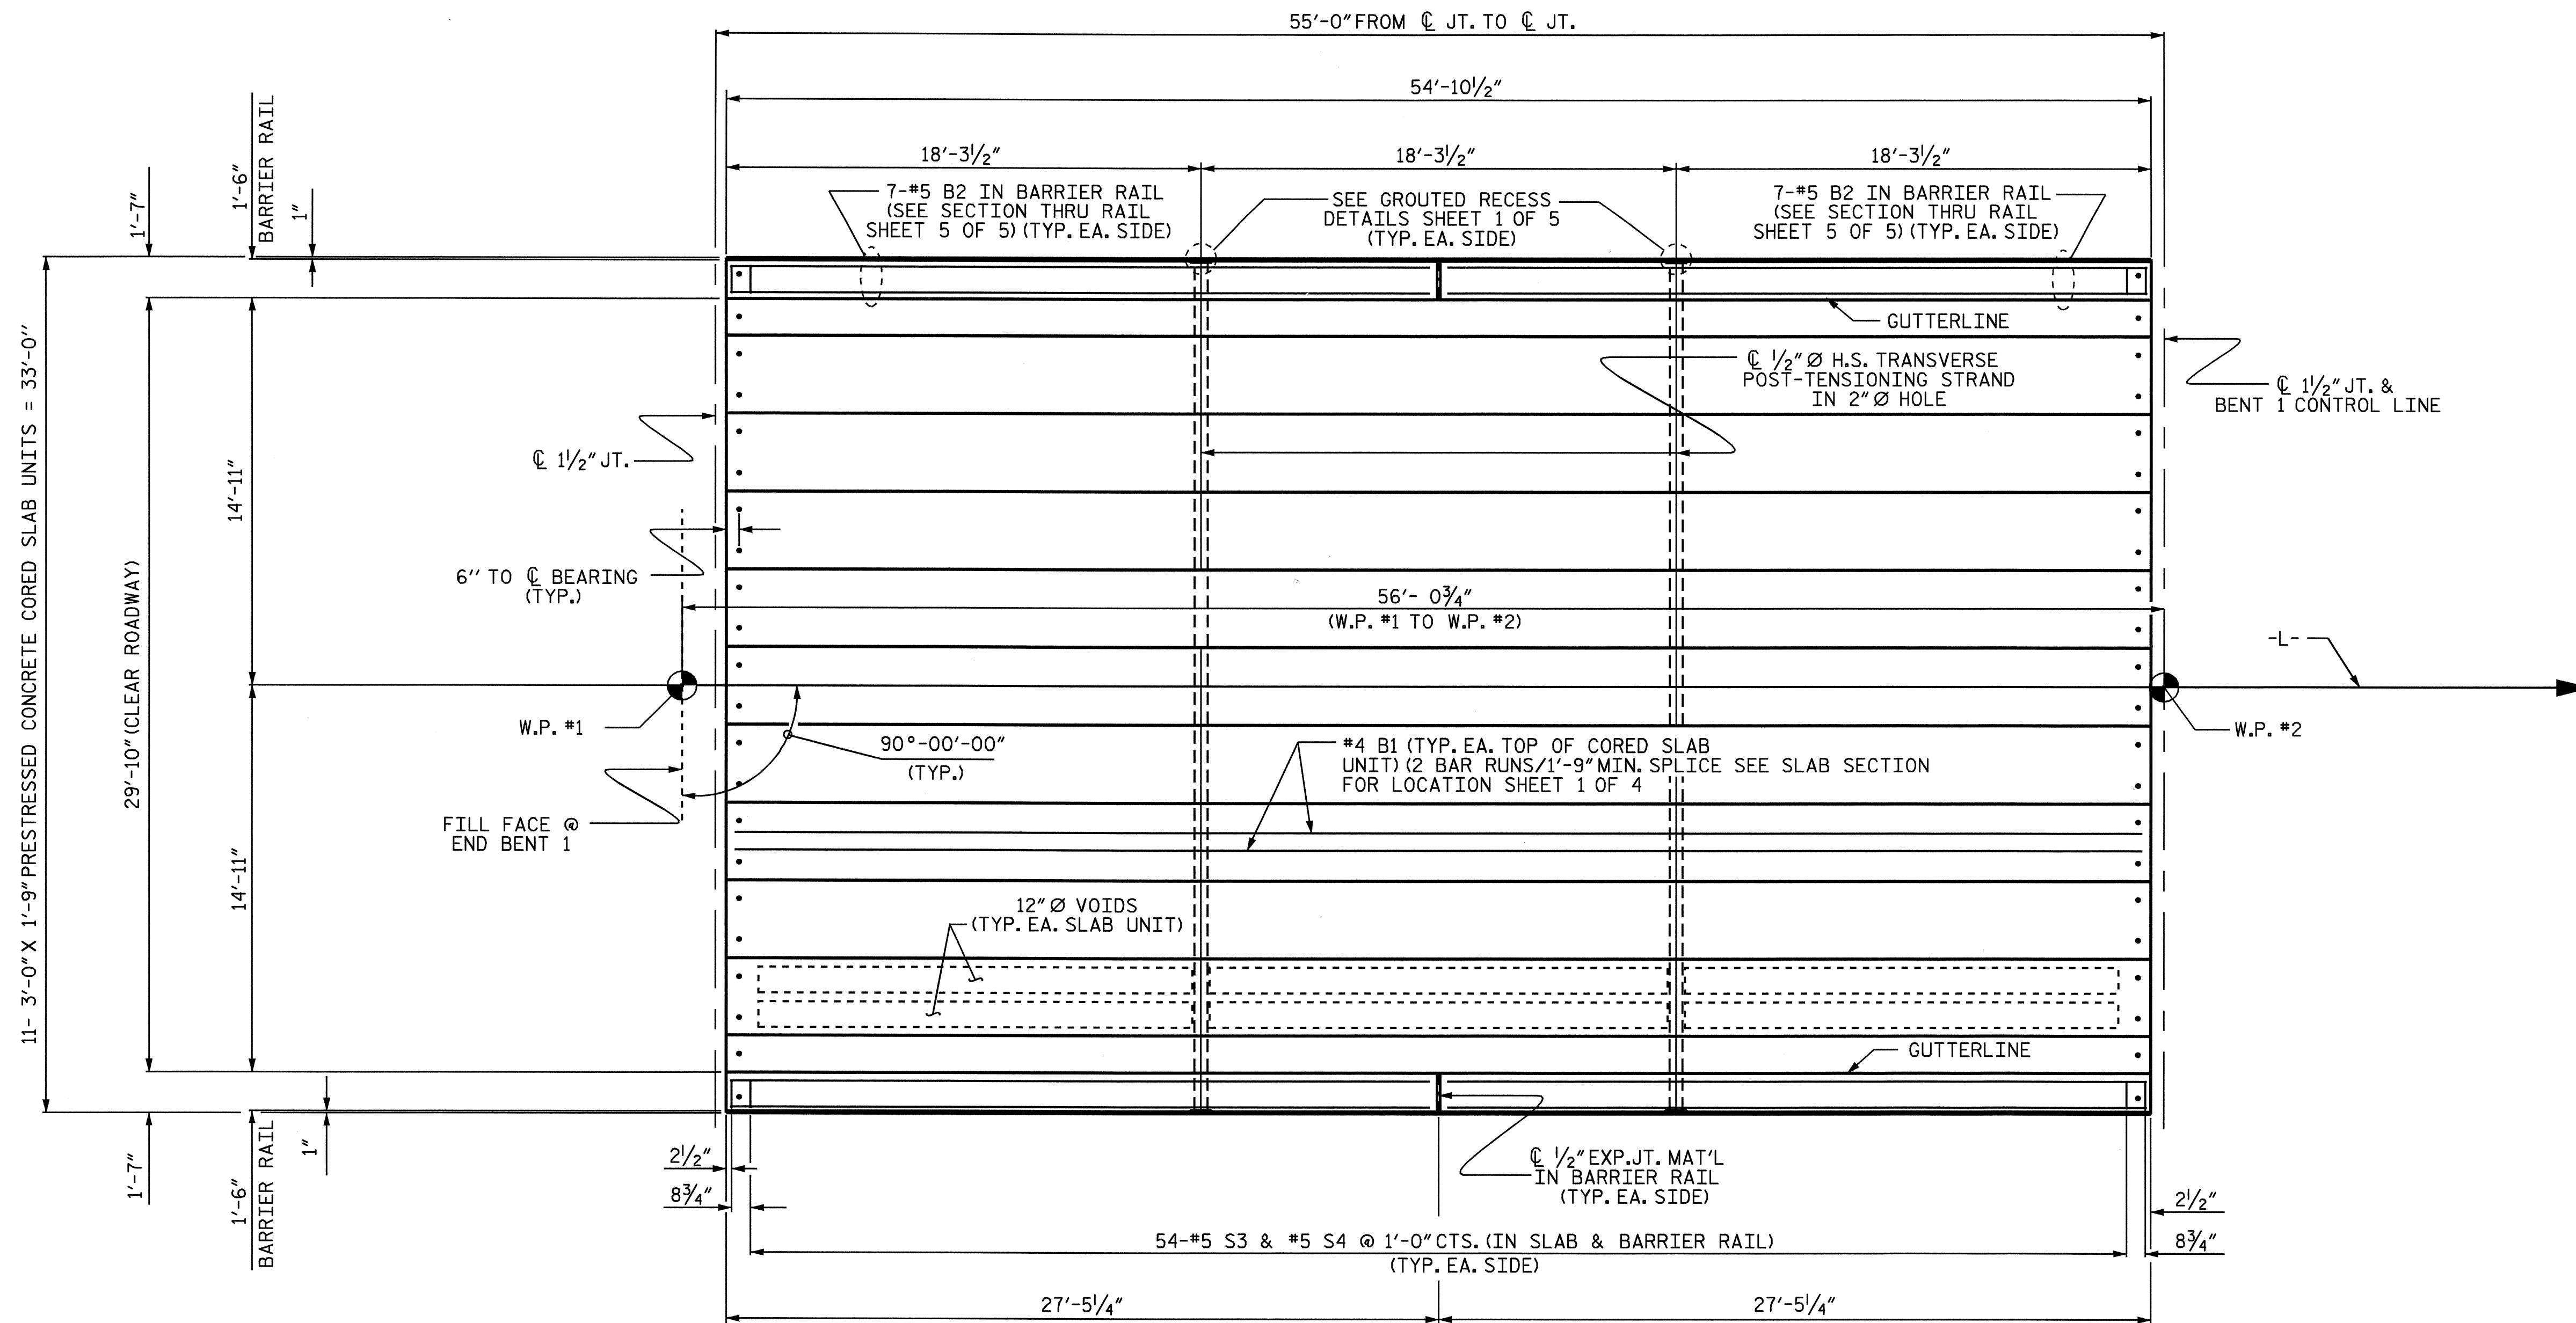 55'-0" FROM ℄ JT. TO ℄ JT.
54'-10½"
18'-3½"
18'-3½"
18'-3½"
1'-7"
1'-6"
BARRIER RAIL
1"
7-#5 B2 IN BARRIER RAIL
(SEE SECTION THRU RAIL
SHEET 5 OF 5) (TYP. EA. SIDE)
SEE GROUTED RECESS
DETAILS SHEET 1 OF 5
(TYP. EA. SIDE)
7-#5 B2 IN BARRIER RAIL
(SEE SECTION THRU RAIL
SHEET 5 OF 5) (TYP. EA. SIDE)
GUTTERLINE
℄ ½" Ø H.S. TRANSVERSE
POST-TENSIONING STRAND
IN 2" Ø HOLE
℄ 1½" JT. &
BENT 1 CONTROL LINE
11- 3'-0" X 1'-9" PRESTRESSED CONCRETE CORED SLAB UNITS = 33'-0"
29'-10" (CLEAR ROADWAY)
14'-11"
℄ 1½" JT.
6" TO ℄ BEARING
(TYP.)
56'- 0¾"
(W.P. #1 TO W.P. #2)
-L-
W.P. #1
W.P. #2
90°-00'-00"
(TYP.)
#4 B1 (TYP. EA. TOP OF CORED SLAB
UNIT) (2 BAR RUNS/1'-9" MIN. SPLICE SEE SLAB SECTION
FOR LOCATION SHEET 1 OF 4
FILL FACE @
END BENT 1
14'-11"
12" Ø VOIDS
(TYP. EA. SLAB UNIT)
GUTTERLINE
1'-7"
1'-6"
BARRIER RAIL
1"
2½"
8¾"
℄ ½" EXP. JT. MAT'L
IN BARRIER RAIL
(TYP. EA. SIDE)
2½"
8¾"
54-#5 S3 & #5 S4 @ 1'-0" CTS. (IN SLAB & BARRIER RAIL)
(TYP. EA. SIDE)
27'-5¼"
27'-5¼"